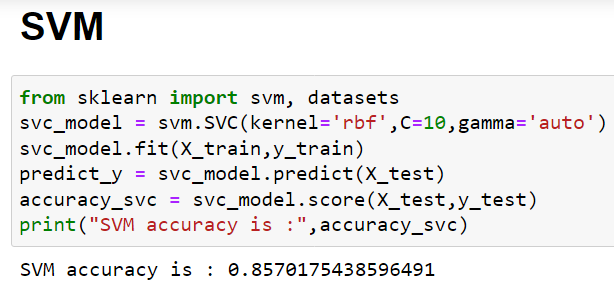 SVM
from sklearn import svm, datasets
svc_model = svm.SVC(kernel='rbf',C=10,gamma='auto')
svc_model.fit(X_train,y_train)
predict_y = svc_model.predict(X_test)
accuracy_svc = svc_model.score(X_test,y_test)
print("SVM accuracy is :",accuracy_svc)
SVM accuracy is : 0.8570175438596491